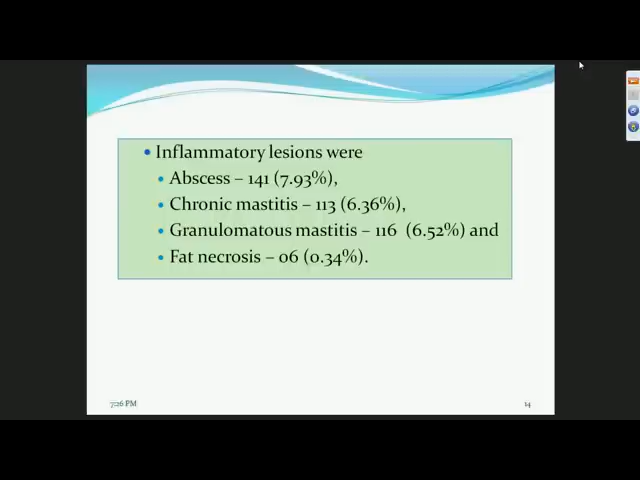 Inflammatory lesions were
Abscess – 141 (7.93%),
Chronic mastitis – 113 (6.36%),
Granulomatous mastitis – 116 (6.52%) and
Fat necrosis – 06 (0.34%).
7:26 PM
14